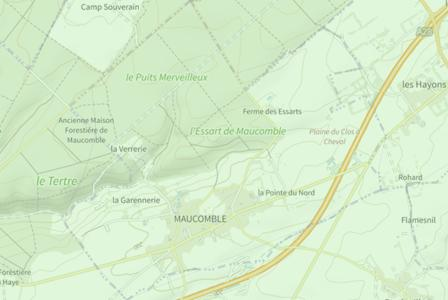 Camp Souverain
A28
le Puits Merveilleux
les Hayons
Ferme des Essarts
Ancienne Maison
Forestière de
Maucomble
l'Essart de Maucomble
Plaine du Clos à
Cheval
la Verrerie
le Tertre
Rohard
la Pointe du Nord
la Garennerie
MAUCOMBLE
Flamesnil
Forestière
Haye